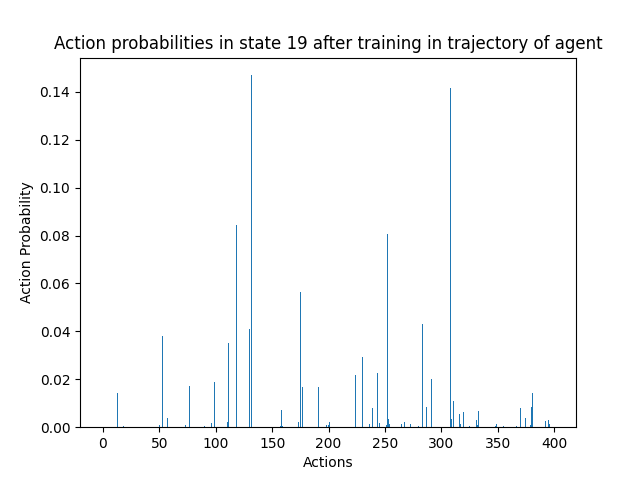 Action probabilities in state 19 after training in trajectory of agent
0.14
0.12
0.10
0.08
0.06
0.04
0.02
0.00
Action Probability
0 50 100 150 200 250 300 350 400
Actions